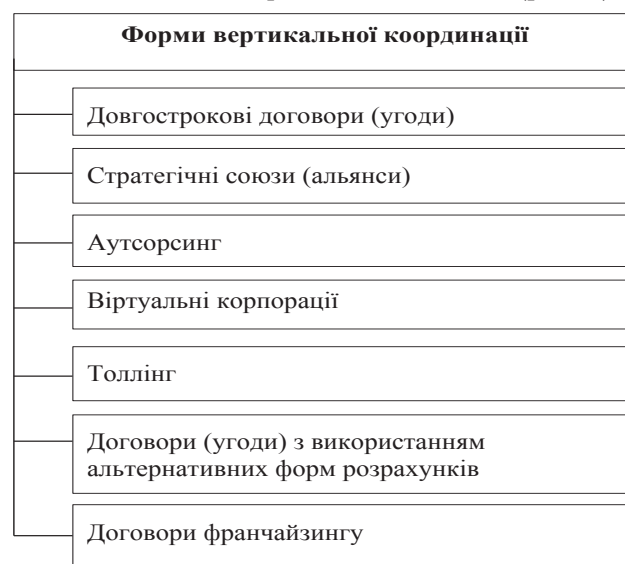 Форми вертикальної координації
Довгострокові договори (угоди)
Стратегічні союзи (альянси)
Аутсорсинг
Віртуальні корпорації
Толлінг
Договори (угоди) з використанням
альтернативних форм розрахунків
Договори франчайзингу